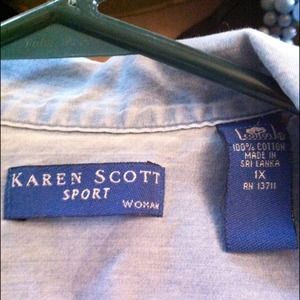 KAREN SCOTT
SPORT
WOMAN
100% COTTON
MADE IN
SRI LANKA
1X
RN 13711